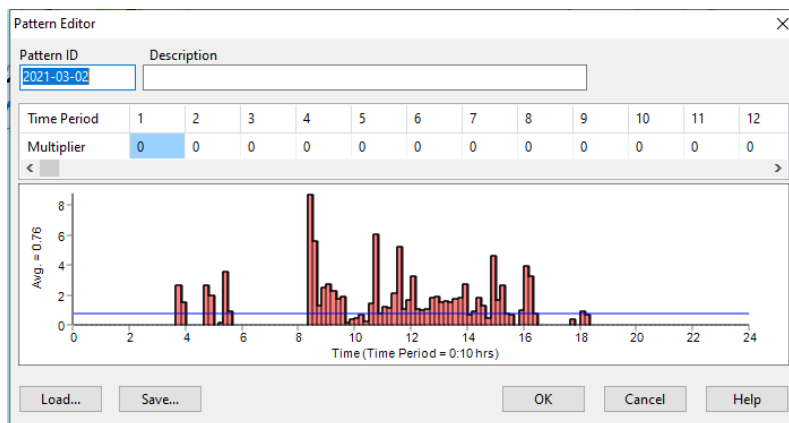 Pattern Editor
Pattern ID Description
2021-03-02
Time Period 1 2 3 4 5 6 7 8 9 10 11 12
Multiplier 0 0 0 0 0 0 0 0 0 0 0 0
8
6
4
2
0
Avg. = 0.76
0 2 4 6 8 10 12 14 16 18 20 22 24
Time (Time Period = 0:10 hrs)
Load... Save... OK Cancel Help